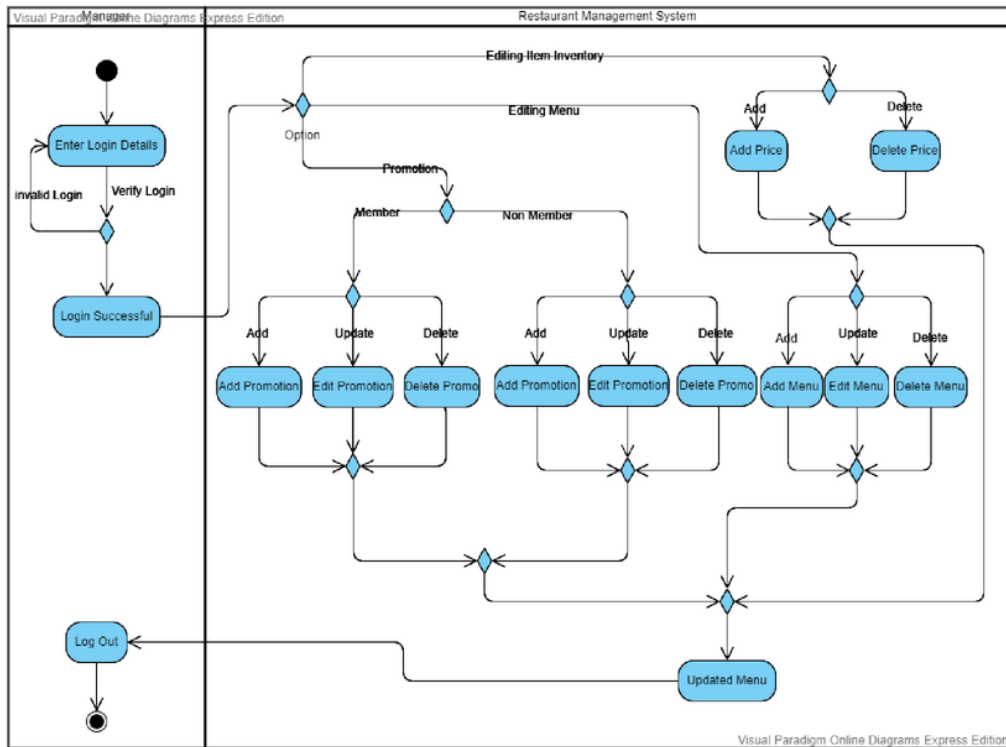 Visual Paradigm Online Diagrams Express Edition
Manager
Restaurant Management System
Editing Item Inventory
Editing Menu
Option
Add
Delete
Add Price
Delete Price
Enter Login Details
invalid Login
Verify Login
Promotion
Member
Non Member
Login Successful
Add
Update
Delete
Add
Update
Delete
Add
Update
Delete
Add Promotion
Edit Promotion
Delete Promo
Add Promotion
Edit Promotion
Delete Promo
Add Menu
Edit Menu
Delete Menu
Log Out
Updated Menu
Visual Paradigm Online Diagrams Express Edition